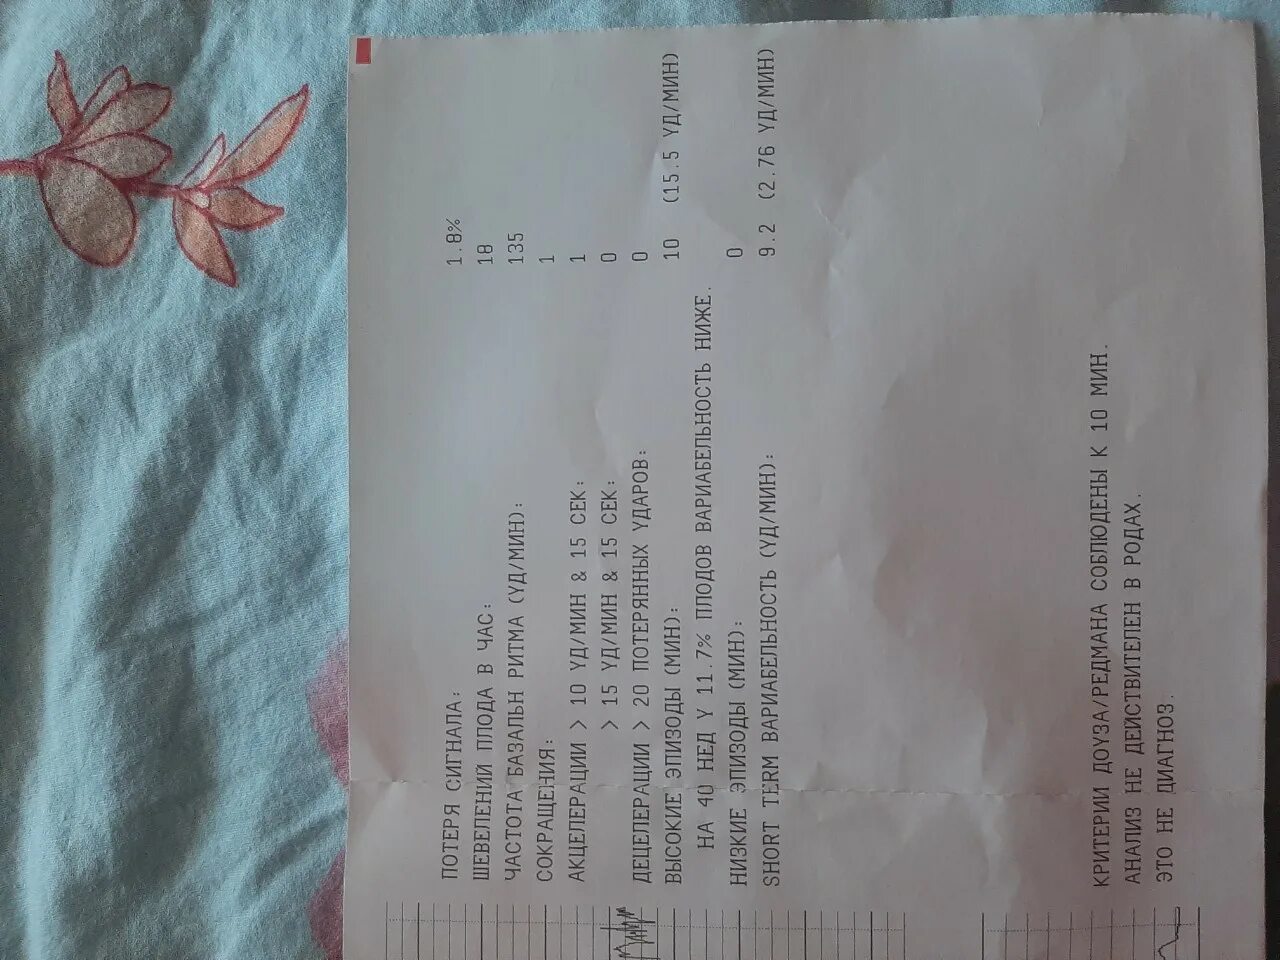 ПОТЕРЯ СИГНАЛА: 1.8%
ШЕВЕЛЕНИЙ ПЛОДА В ЧАС: 18
ЧАСТОТА БАЗАЛЬН РИТМА (УД/МИН): 135
СОКРАЩЕНИЯ: 1
АКЦЕЛЕРАЦИИ > 10 УД/МИН & 15 СЕК: 1
> 15 УД/МИН & 15 СЕК: 0
ДЕЦЕЛЕРАЦИИ > 20 ПОТЕРЯННЫХ УДАРОВ: 0
ВЫСОКИЕ ЭПИЗОДЫ (МИН): 10 (15.5 УД/МИН)
НА 40 НЕД У 11.7% ПЛОДОВ ВАРИАБЕЛЬНОСТЬ НИЖЕ.
НИЗКИЕ ЭПИЗОДЫ (МИН): 0
SHORT TERM ВАРИАБЕЛЬНОСТЬ (УД/МИН): 9.2 (2.76 УД/МИН)
КРИТЕРИИ ДОУЗА/РЕДМАНА СОБЛЮДЕНЫ К 10 МИН.
АНАЛИЗ НЕ ДЕЙСТВИТЕЛЕН В РОДАХ.
ЭТО НЕ ДИАГНОЗ.